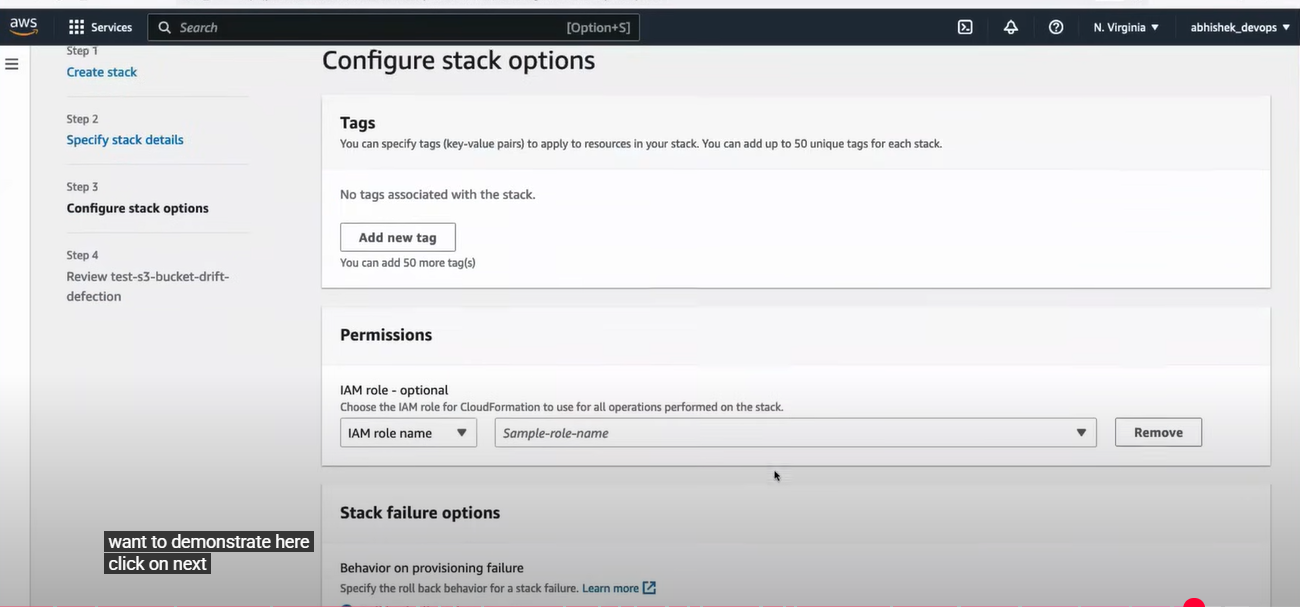 aws
Services
Search
[Option+S]
N. Virginia
abhishek_devops
Step 1
Create stack
Step 2
Specify stack details
Step 3
Configure stack options
Step 4
Review test-s3-bucket-drift-
defection
Configure stack options
Tags
You can specify tags (key-value pairs) to apply to resources in your stack. You can add up to 50 unique tags for each stack.
No tags associated with the stack.
Add new tag
You can add 50 more tag(s)
Permissions
IAM role - optional
Choose the IAM role for CloudFormation to use for all operations performed on the stack.
IAM role name
Sample-role-name
Remove
Stack failure options
Behavior on provisioning failure
Specify the roll back behavior for a stack failure. Learn more
want to demonstrate here
click on next